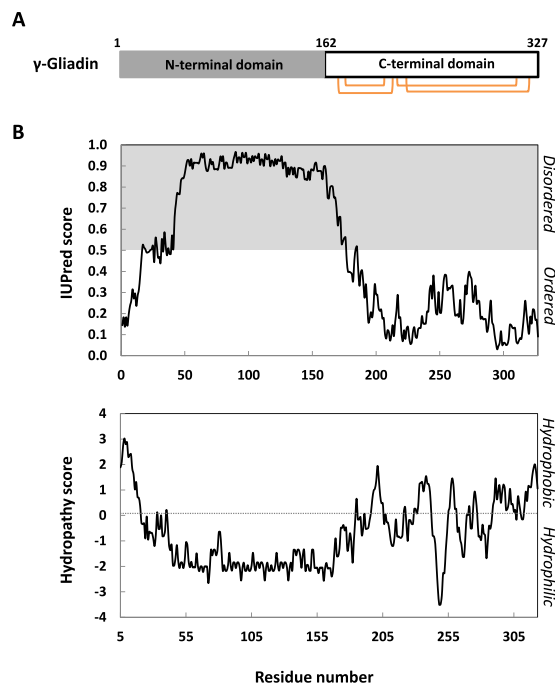 A
1 162 327
γ-Gliadin N-terminal domain C-terminal domain
B
1.0
0.9
0.8
0.7
0.6
0.5
0.4
0.3
0.2
0.1
0.0
IUPred score
Disordered
Ordered
0 50 100 150 200 250 300
4
3
2
1
0
-1
-2
-3
-4
Hydropathy score
Hydrophobic
Hydrophilic
5 55 105 155 205 255 305
Residue number